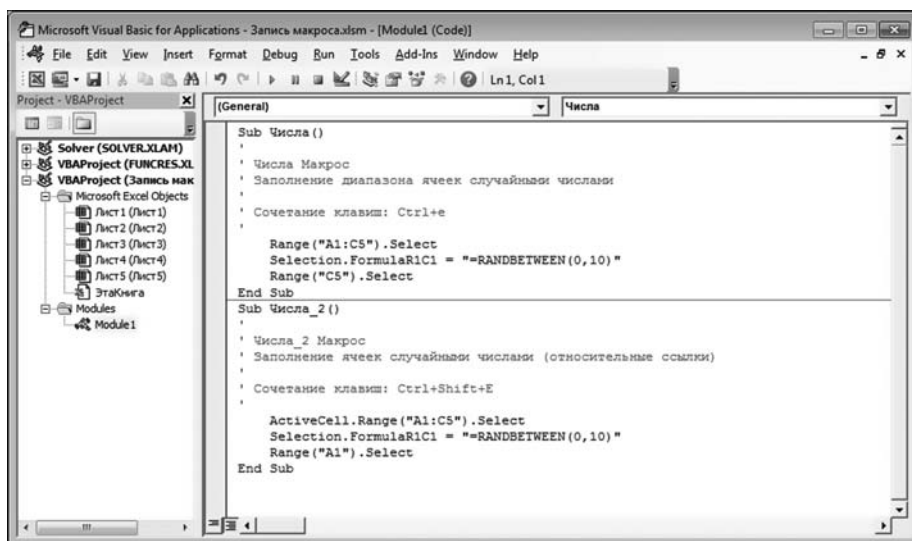 Microsoft Visual Basic for Applications - Запись макроса.xlsm - [Module1 (Code)]
File Edit View Insert Format Debug Run Tools Add-Ins Window Help
Ln 1, Col 1
Project - VBAProject
Solver (SOLVER.XLAM)
VBAProject (FUNCRES.XL
VBAProject (Запись мак
Microsoft Excel Objects
Лист1 (Лист1)
Лист2 (Лист2)
Лист3 (Лист3)
Лист4 (Лист4)
Лист5 (Лист5)
ЭтаКнига
Modules
Module1
(General)
Числа
Sub Числа()
'
' Числа Макрос
' Заполнение диапазона ячеек случайными числами
'
' Сочетание клавиш: Ctrl+e
'
Range("A1:C5").Select
Selection.FormulaR1C1 = "=RANDBETWEEN(0,10)"
Range("C5").Select
End Sub
Sub Числа_2()
'
' Числа_2 Макрос
' Заполнение ячеек случайными числами (относительные ссылки)
'
' Сочетание клавиш: Ctrl+Shift+E
'
ActiveCell.Range("A1:C5").Select
Selection.FormulaR1C1 = "=RANDBETWEEN(0,10)"
Range("A1").Select
End Sub